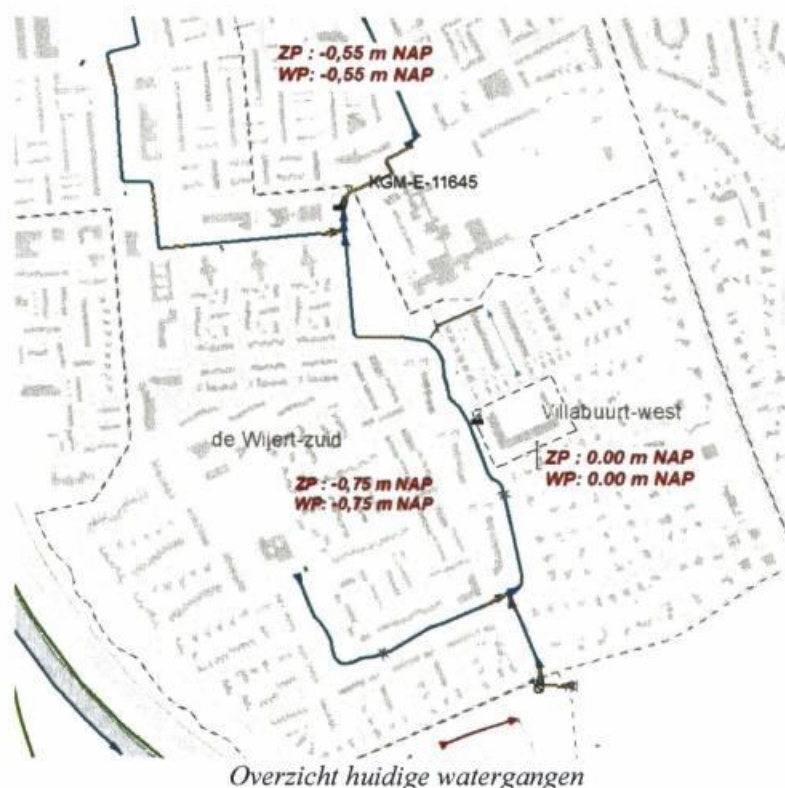 ZP : -0,55 m NAP
WP: -0,55 m NAP
KGM-E-11645
Villabuurt-west
de Wijert-zuid
ZP : 0.00 m NAP
WP: 0.00 m NAP
ZP : -0,75 m NAP
WP: -0,75 m NAP
Overzicht huidige watergangen